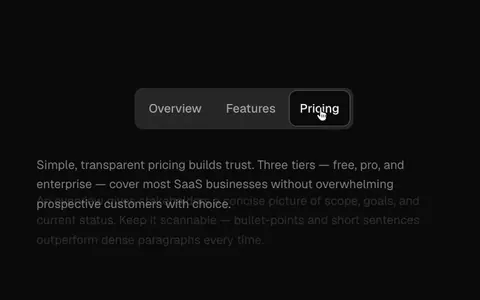 Overview
Features
Pricing
Simple, transparent pricing builds trust. Three tiers — free, pro, and
enterprise — cover most SaaS businesses without overwhelming
prospective customers with choice.
concise picture of scope, goals, and
current status. Keep it scannable — bullet-points and short sentences
outperform dense paragraphs every time.